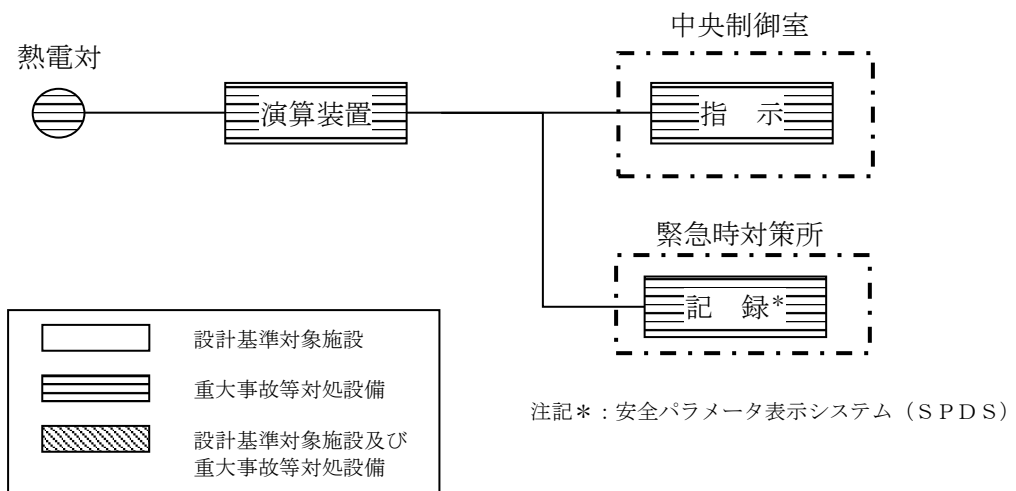 中央制御室
熱電対
演算装置
指　示
緊急時対策所
記　録*
設計基準対象施設
重大事故等対処設備
設計基準対象施設及び
重大事故等対処設備
注記＊：安全パラメータ表示システム（ＳＰＤＳ）